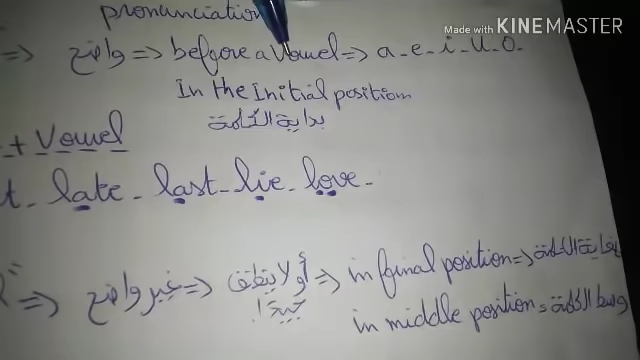 pronunciation
Made with KINEMASTER
=> واضح => before a Vowel => a - e - i - u - o.
In the Initial position
بداية الكلمة
+ Vowel
late - last - lie - love -
=> غير واضح => أو لا ينطق => in final position => نهاية الكلمة
جيدا! in middle position = وسط الكلمة